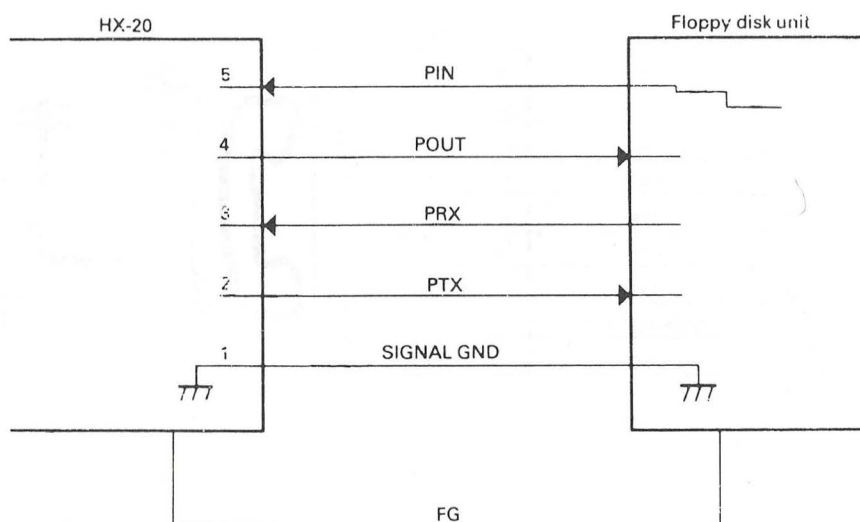 HX-20
Floppy disk unit
5 PIN
4 POUT
3 PRX
2 PTX
1 SIGNAL GND
FG